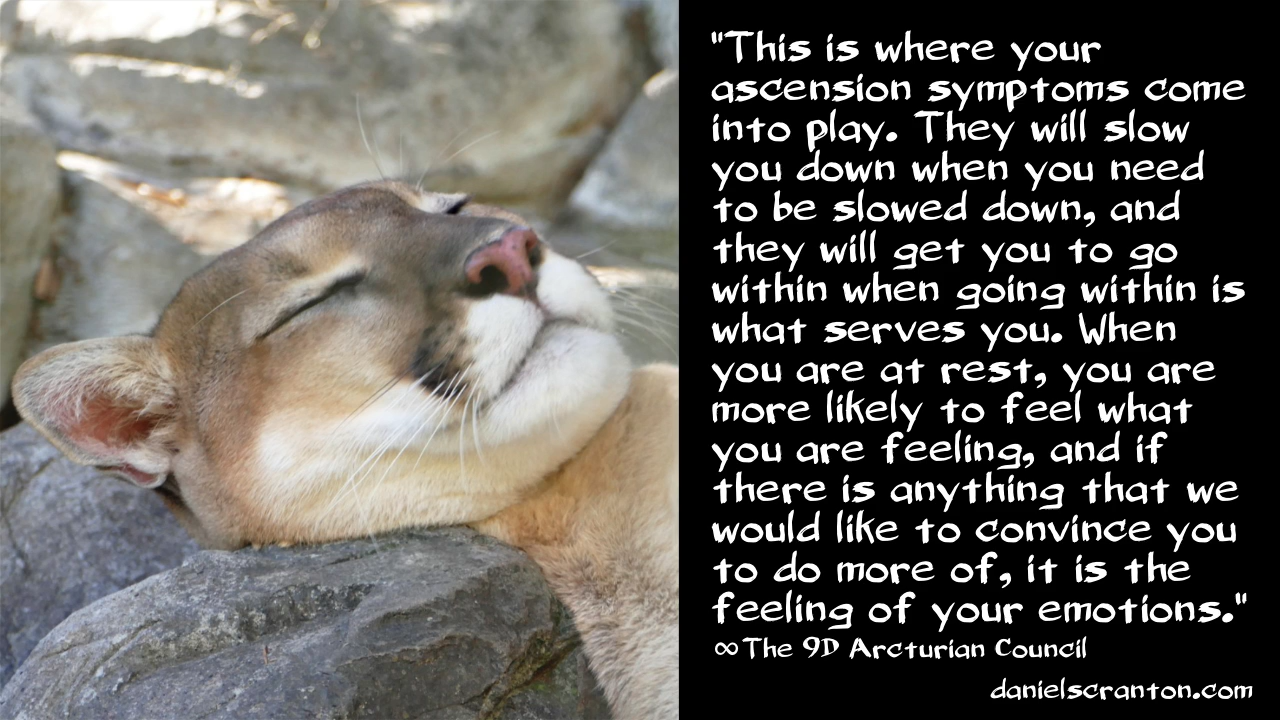 "This is where your
ascension symptoms come
into play. They will slow
you down when you need
to be slowed down, and
they will get you to go
within when going within is
what serves you. When
you are at rest, you are
more likely to feel what
you are feeling, and if
there is anything that we
would like to convince you
to do more of, it is the
feeling of your emotions."
∞The 9D Arcturian Council
danielscranton.com